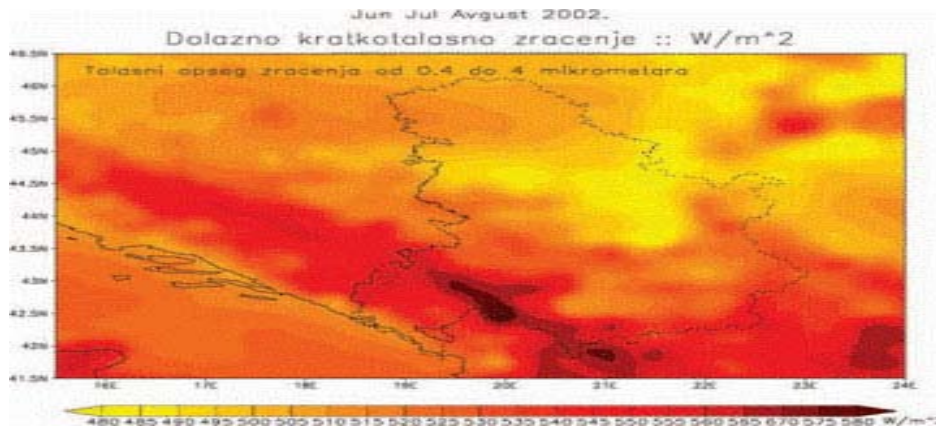 Jun Jul Avgust 2002.
Dolazno kratkotalasno zracenje :: W/m^2
Talasni opseg zracenja od 0.4 do 4 mikrometara
46.5N
46N
45.5N
45N
44.5N
44N
43.5N
43N
42.5N
42N
41.5N
16E 17E 18E 19E 20E 21E 22E 23E 24E
480 485 490 495 500 505 510 515 520 525 530 535 540 545 550 555 560 565 570 575 580 W/m^2